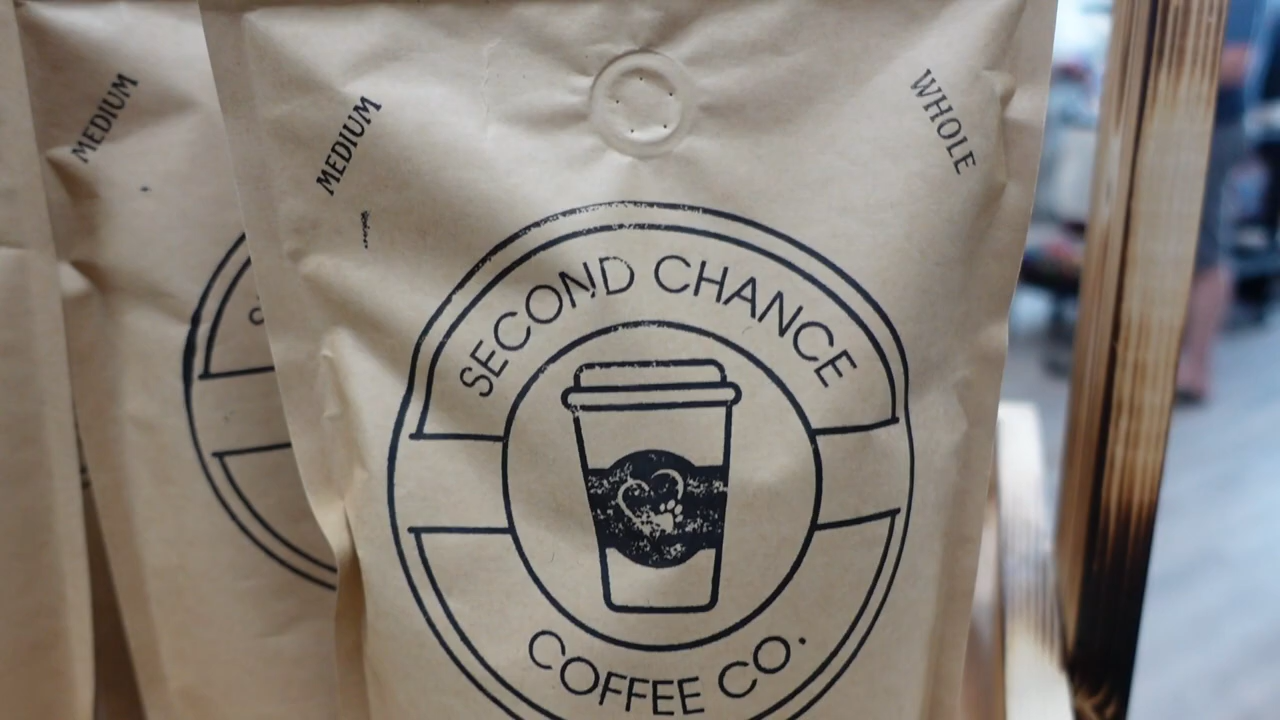 MEDIUM
MEDIUM
WHOLE
SECOND CHANCE
COFFEE CO.